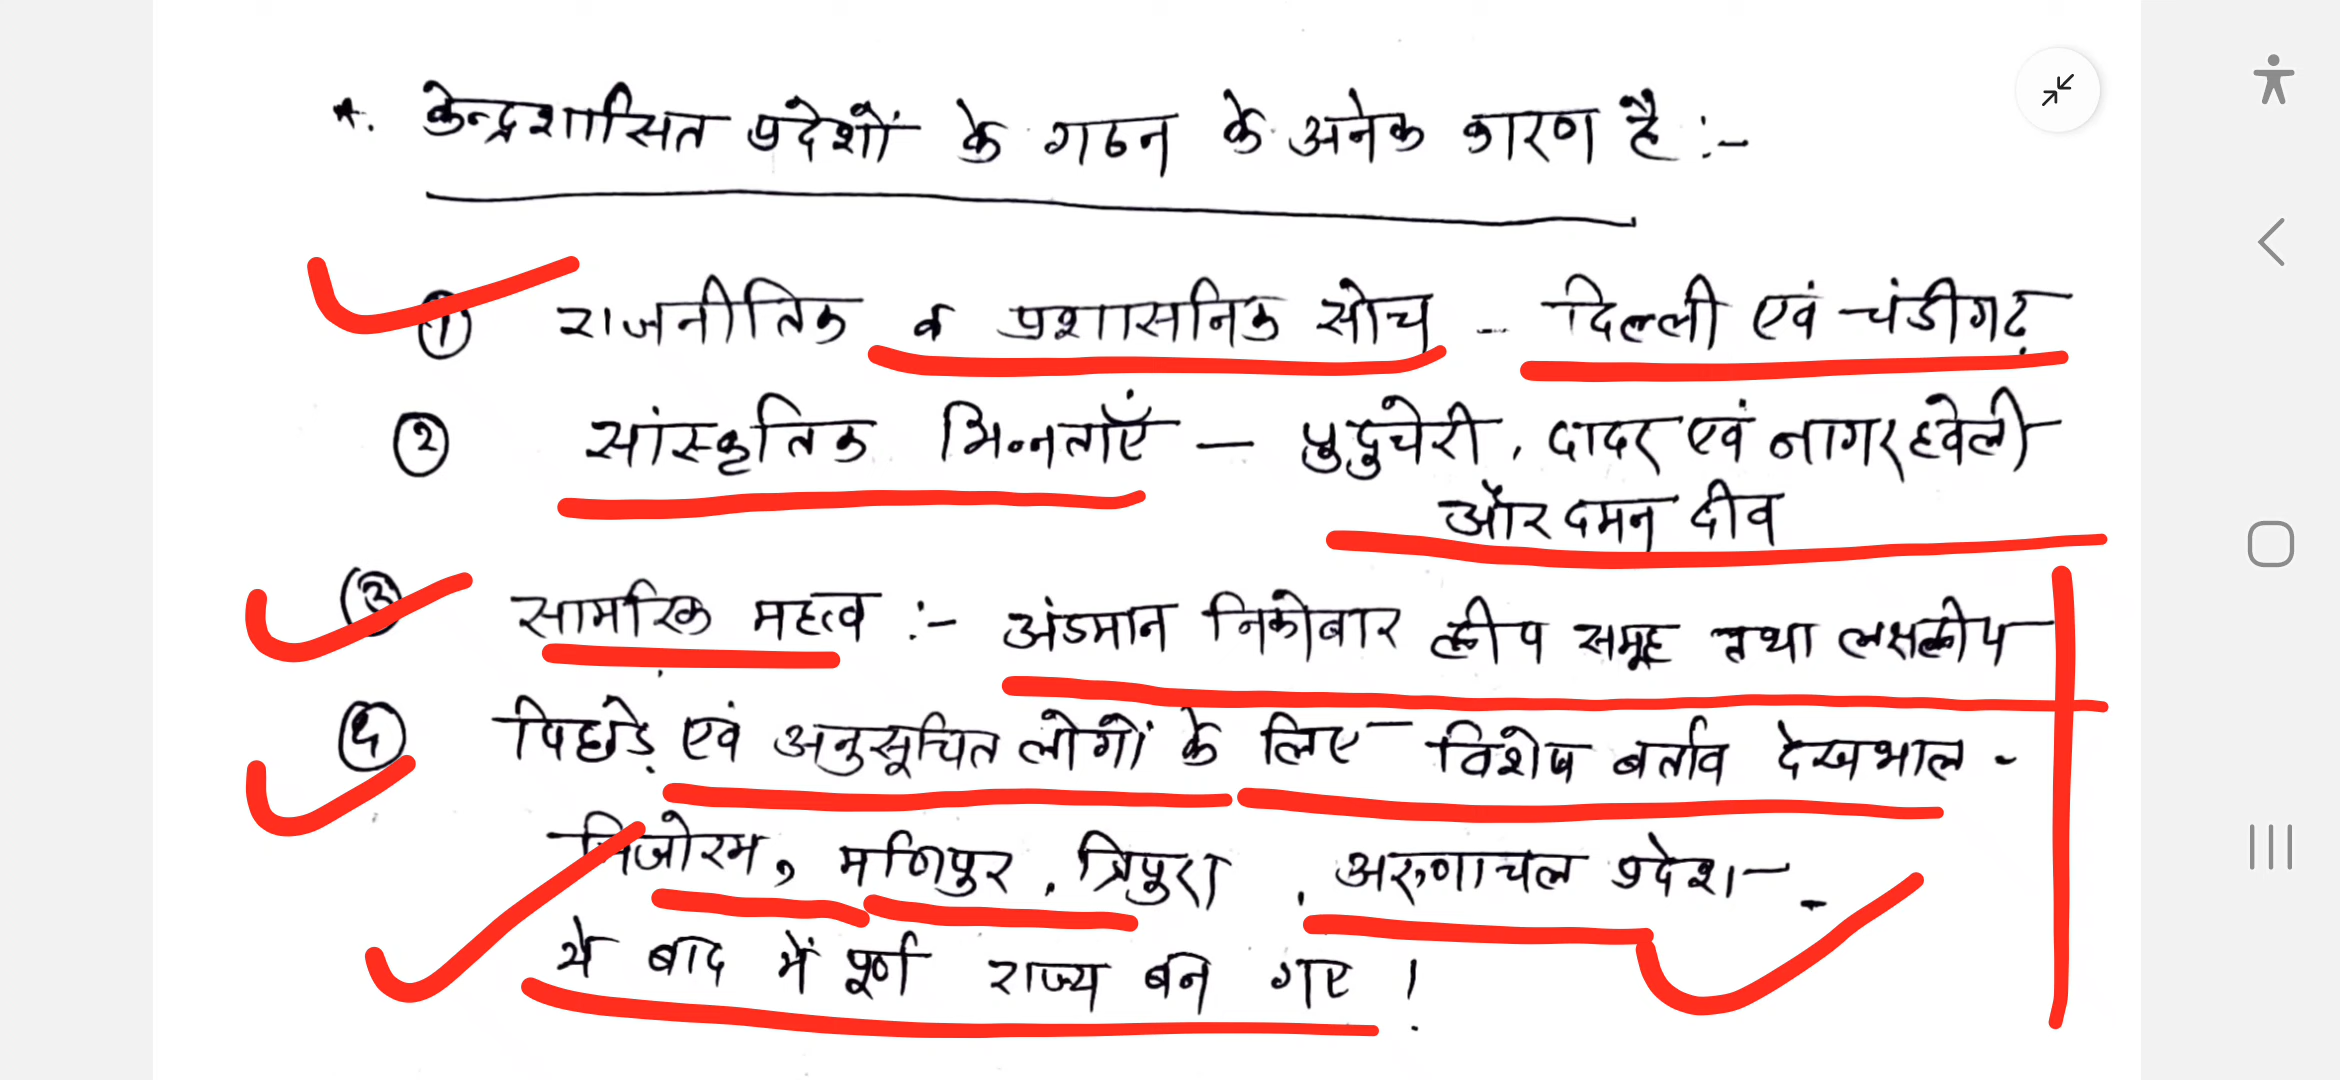 *. केन्द्रशासित प्रदेशों के गठन के अनेक कारण है :-
① राजनीतिक व प्रशासनिक सोच - दिल्ली एवं चंडीगढ़
② सांस्कृतिक भिन्नताएँ - पुदुचेरी, दादर एवं नागर हवेली
और दमन दीव
③ सामरिक महत्व :- अंडमान निकोबार द्वीप समूह तथा लक्षद्वीप
④ पिछड़े एवं अनुसूचित लोगों के लिए विशेष बर्ताव देखभाल -
मिजोरम, मणिपुर, त्रिपुरा, अरुणाचल प्रदेश -
ये बाद में पूर्ण राज्य बन गए !